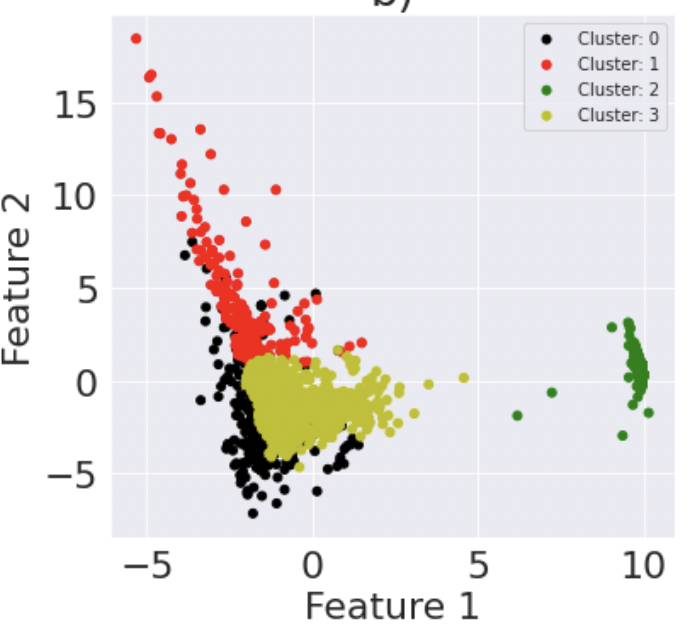 b)
Cluster: 0
Cluster: 1
Cluster: 2
Cluster: 3
Feature 2
15
10
5
0
−5
−5 0 5 10
Feature 1